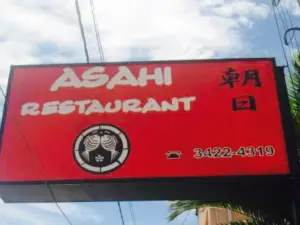 ASAHI
RESTAURANT
朝
日
☎ 3422-4319